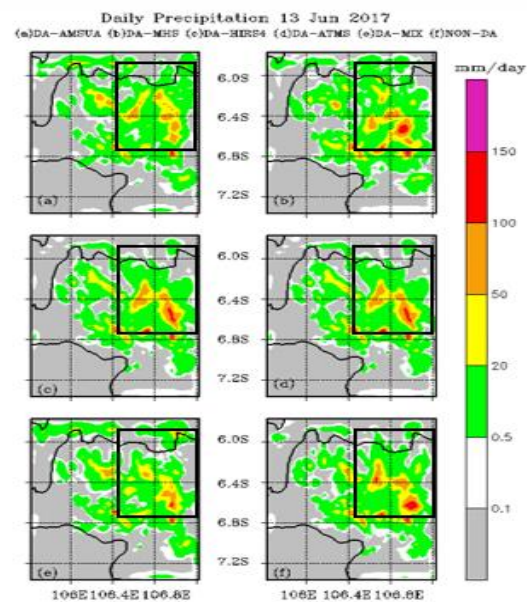 Daily Precipitation 13 Jun 2017
(a)DA-AMSUA (b)DA-MHS (c)DA-HIRS4 (d)DA-ATMS (e)DA-MIX (f)NON-DA
mm/day
6.0S
6.4S
6.8S
7.2S
(a)
(b)
6.0S
6.4S
6.8S
7.2S
(c)
(d)
6.0S
6.4S
6.8S
7.2S
(e)
(f)
106E 106.4E 106.8E
106E 106.4E 106.8E
150
100
50
20
0.5
0.1